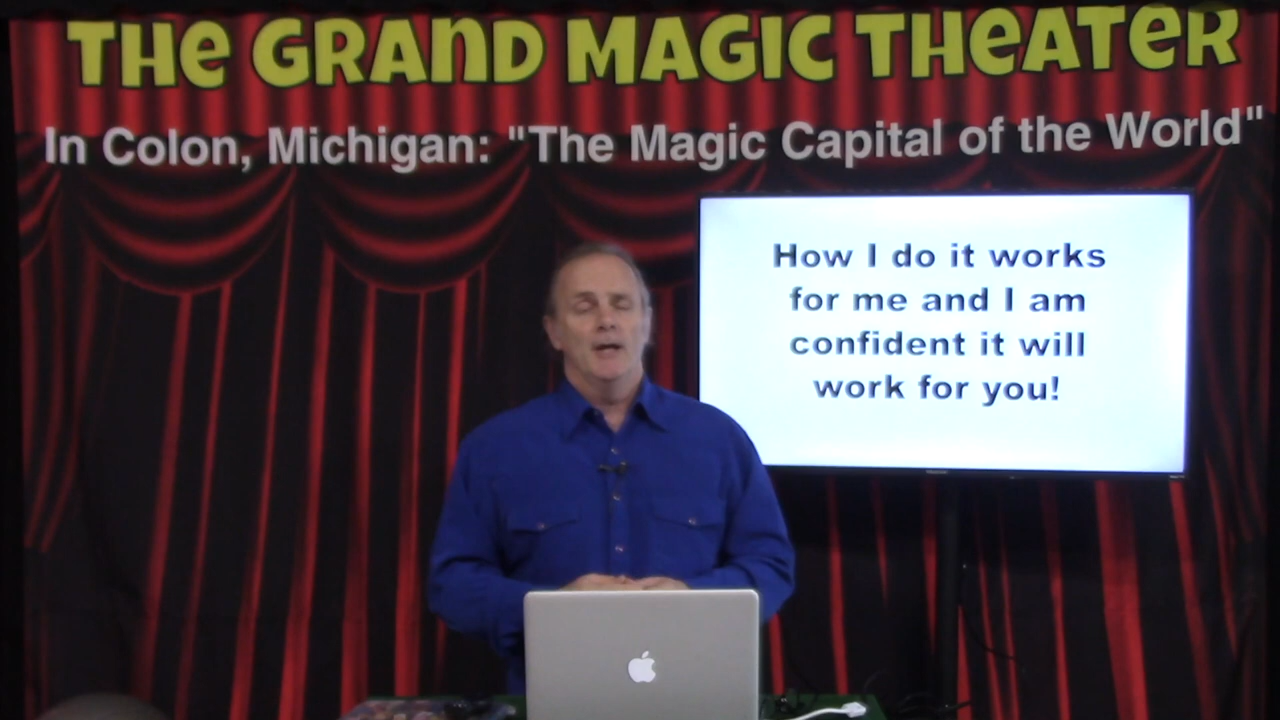 THE GRAND MAGIC THEATER
In Colon, Michigan: "The Magic Capital of the World"
How I do it works
for me and I am
confident it will
work for you!